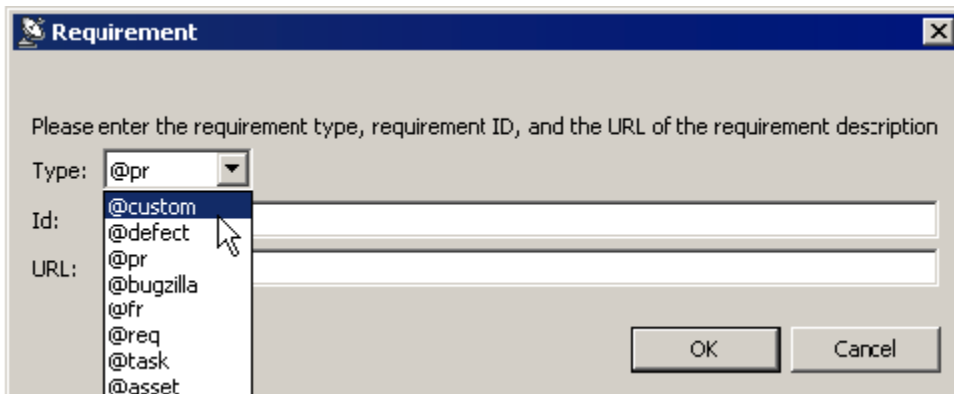 Requirement
Please enter the requirement type, requirement ID, and the URL of the requirement description
Type: @pr
@custom
Id:
@defect
@pr
URL:
@bugzilla
@fr
@req
@task
@asset
OK Cancel